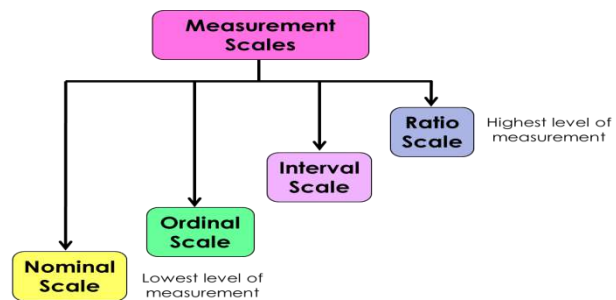 Measurement
Scales
Ratio
Scale
Highest level of
measurement
Interval
Scale
Ordinal
Scale
Nominal
Scale
Lowest level of
measurement